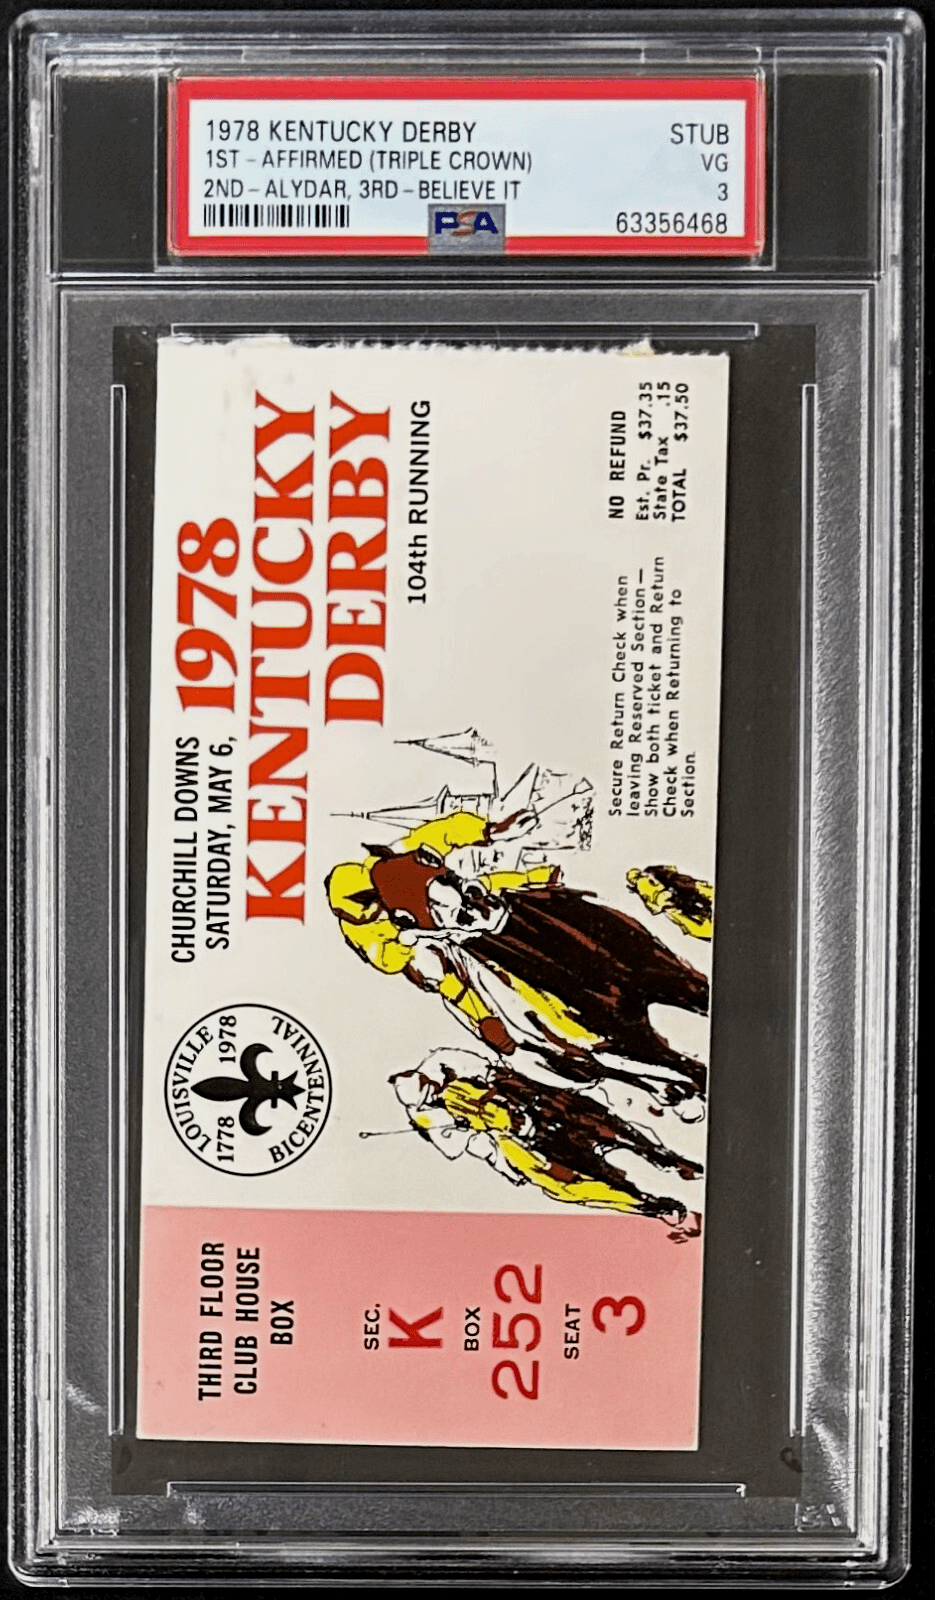 1978 KENTUCKY DERBY
1ST - AFFIRMED (TRIPLE CROWN)
2ND - ALYDAR, 3RD - BELIEVE IT
STUB
VG
3
63356468
PSA
CHURCHILL DOWNS
SATURDAY, MAY 6, 1978
KENTUCKY
DERBY
104th RUNNING
NO REFUND
Est. Pr. $37.35
State Tax .15
TOTAL $37.50
Secure Return Check when
leaving Reserved Section—
Show both ticket and Return
Check when Returning to
Section.
LOUISVILLE
1778 1978
BICENTENNIAL
THIRD FLOOR
CLUB HOUSE
BOX
SEC.
K
BOX
252
SEAT
3